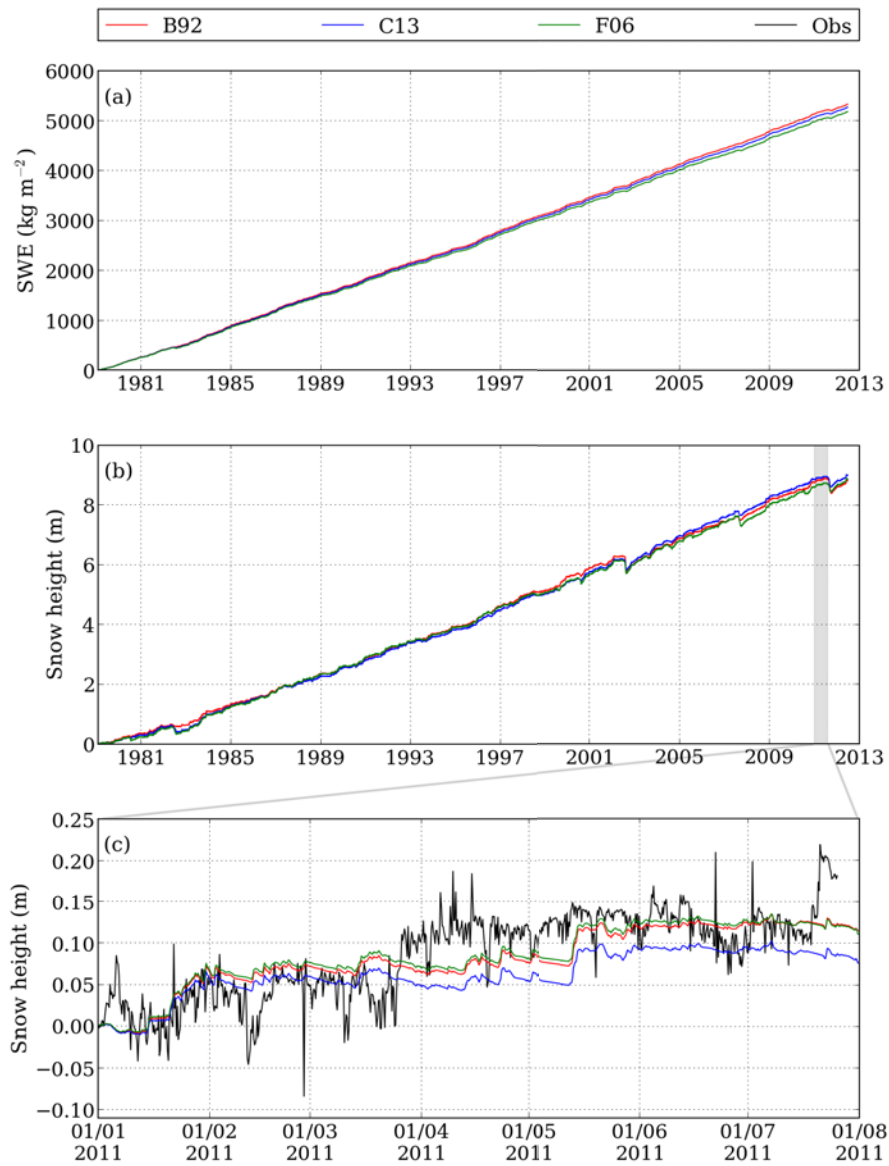 B92 C13 F06 Obs
(a)
SWE (kg m⁻²)
6000
5000
4000
3000
2000
1000
0
1981 1985 1989 1993 1997 2001 2005 2009 2013
(b)
Snow height (m)
10
8
6
4
2
0
1981 1985 1989 1993 1997 2001 2005 2009 2013
(c)
Snow height (m)
0.25
0.20
0.15
0.10
0.05
0.00
−0.05
−0.10
01/01 01/02 01/03 01/04 01/05 01/06 01/07 01/08
2011 2011 2011 2011 2011 2011 2011 2011